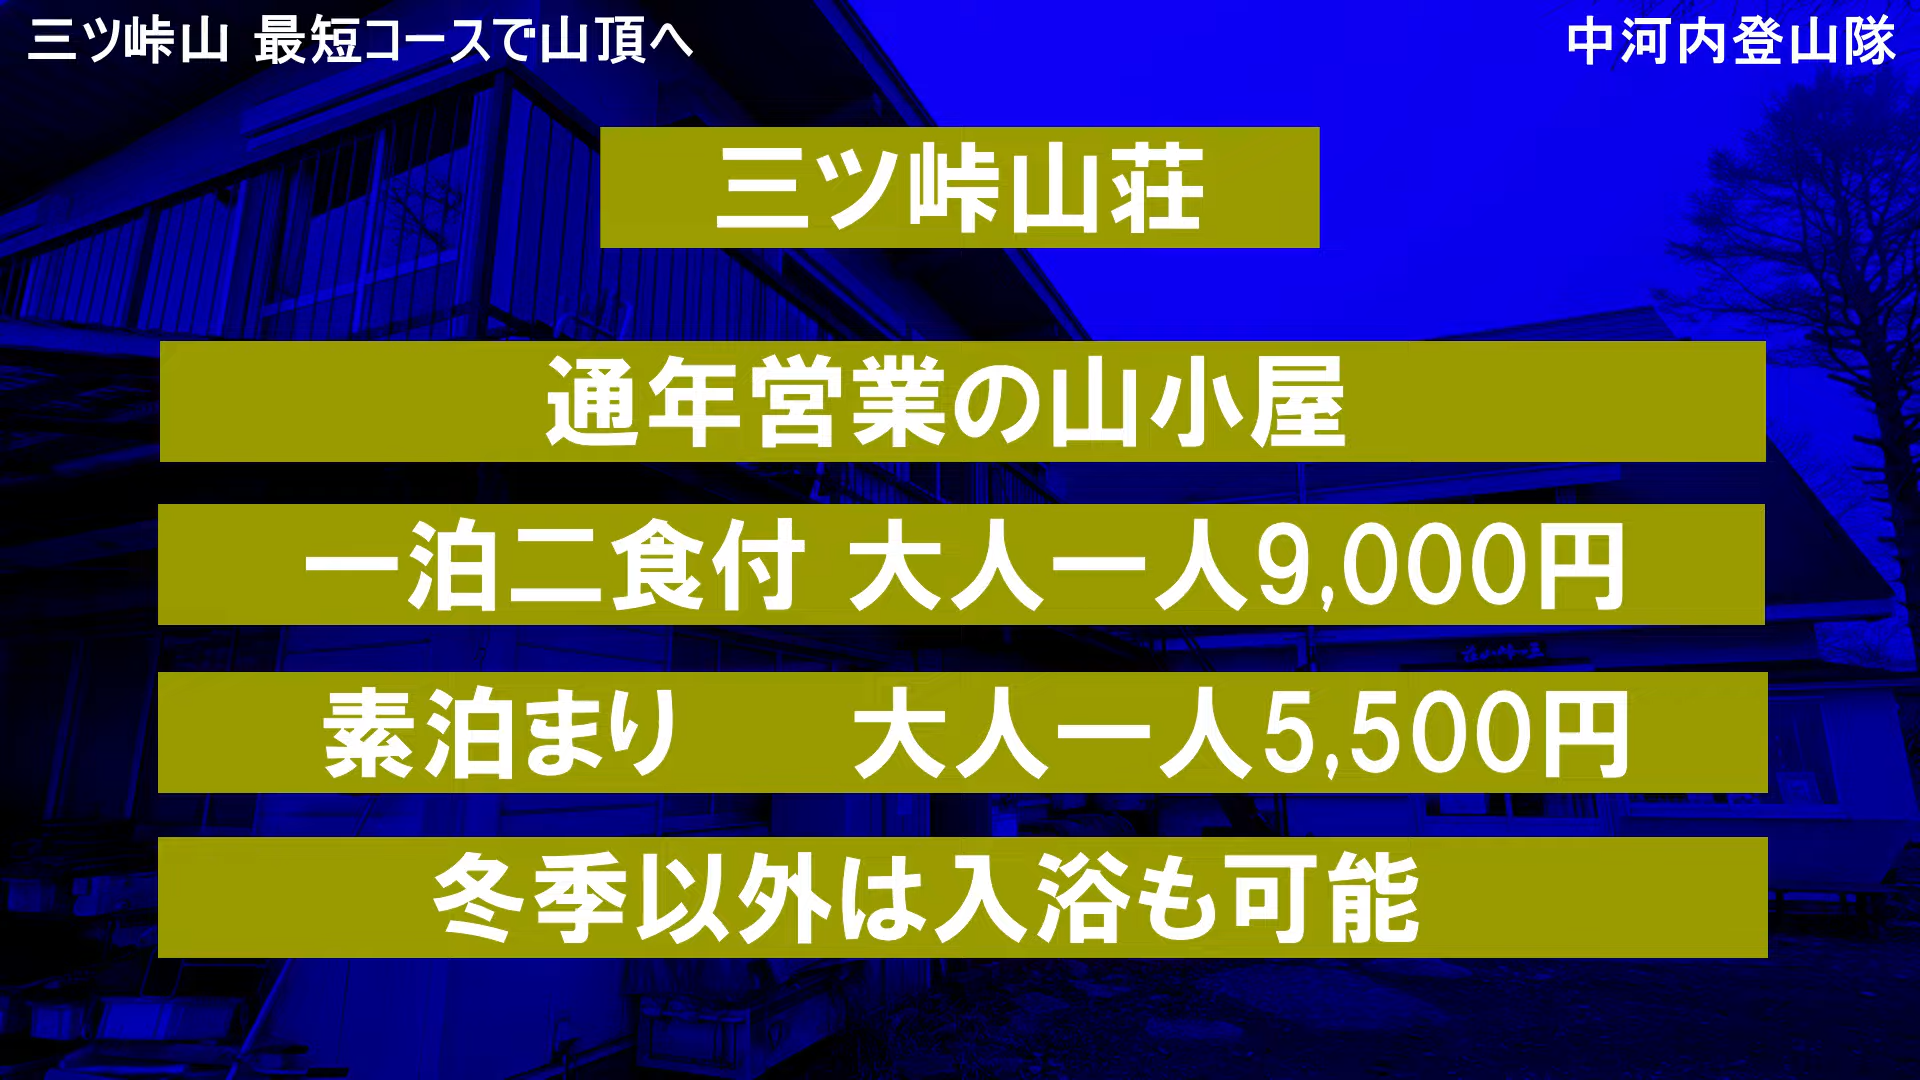 三ツ峠山 最短コースで山頂へ
中河内登山隊
三ツ峠山荘
通年営業の山小屋
一泊二食付 大人一人9,000円
素泊まり　　大人一人5,500円
冬季以外は入浴も可能